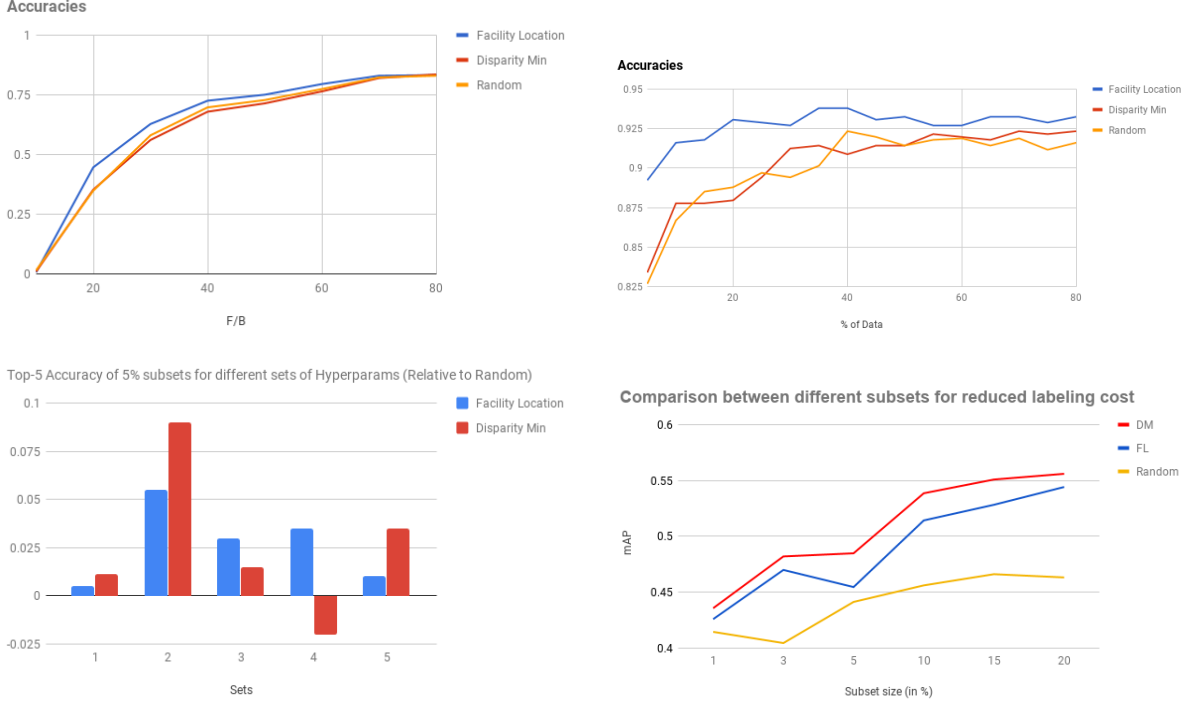 Accuracies
1
0.75
0.5
0.25
0
20
40
60
80
F/B
Facility Location
Disparity Min
Random
Accuracies
0.95
0.925
0.9
0.875
0.85
0.825
20
40
60
80
% of Data
Facility Location
Disparity Min
Random
Top-5 Accuracy of 5% subsets for different sets of Hyperparams (Relative to Random)
0.1
0.075
0.05
0.025
0
-0.025
1
2
3
4
5
Sets
Facility Location
Disparity Min
Comparison between different subsets for reduced labeling cost
0.6
0.55
0.5
0.45
0.4
mAP
1
3
5
10
15
20
Subset size (in %)
DM
FL
Random